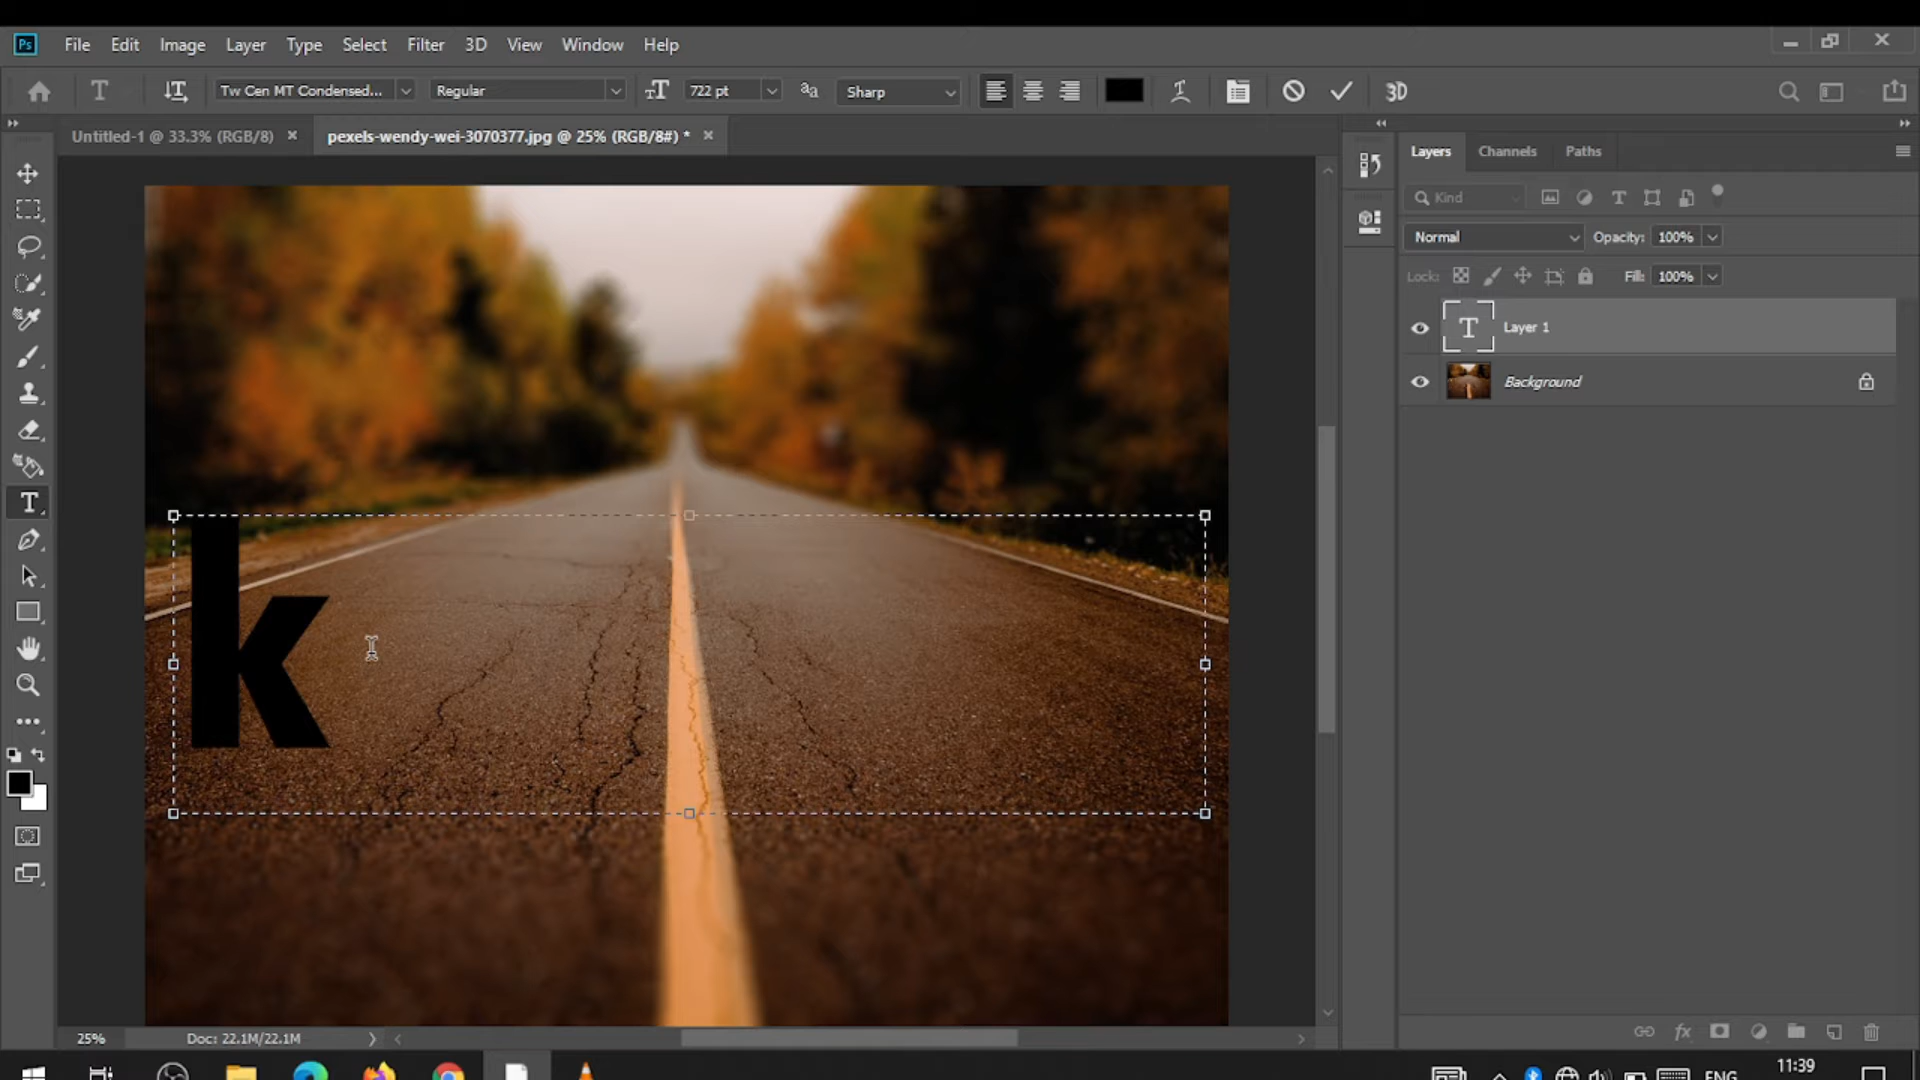 Ps File Edit Image Layer Type Select Filter 3D View Window Help
T Tw Cen MT Condensed... Regular 722 pt Sharp 3D
Untitled-1 @ 33.3% (RGB/8) × pexels-wendy-wei-3070377.jpg @ 25% (RGB/8#) * ×
Layers Channels Paths
Kind
Normal Opacity: 100%
Lock: Fill: 100%
T Layer 1
Background
k
25% Doc: 22.1M/22.1M
11:39
ENG